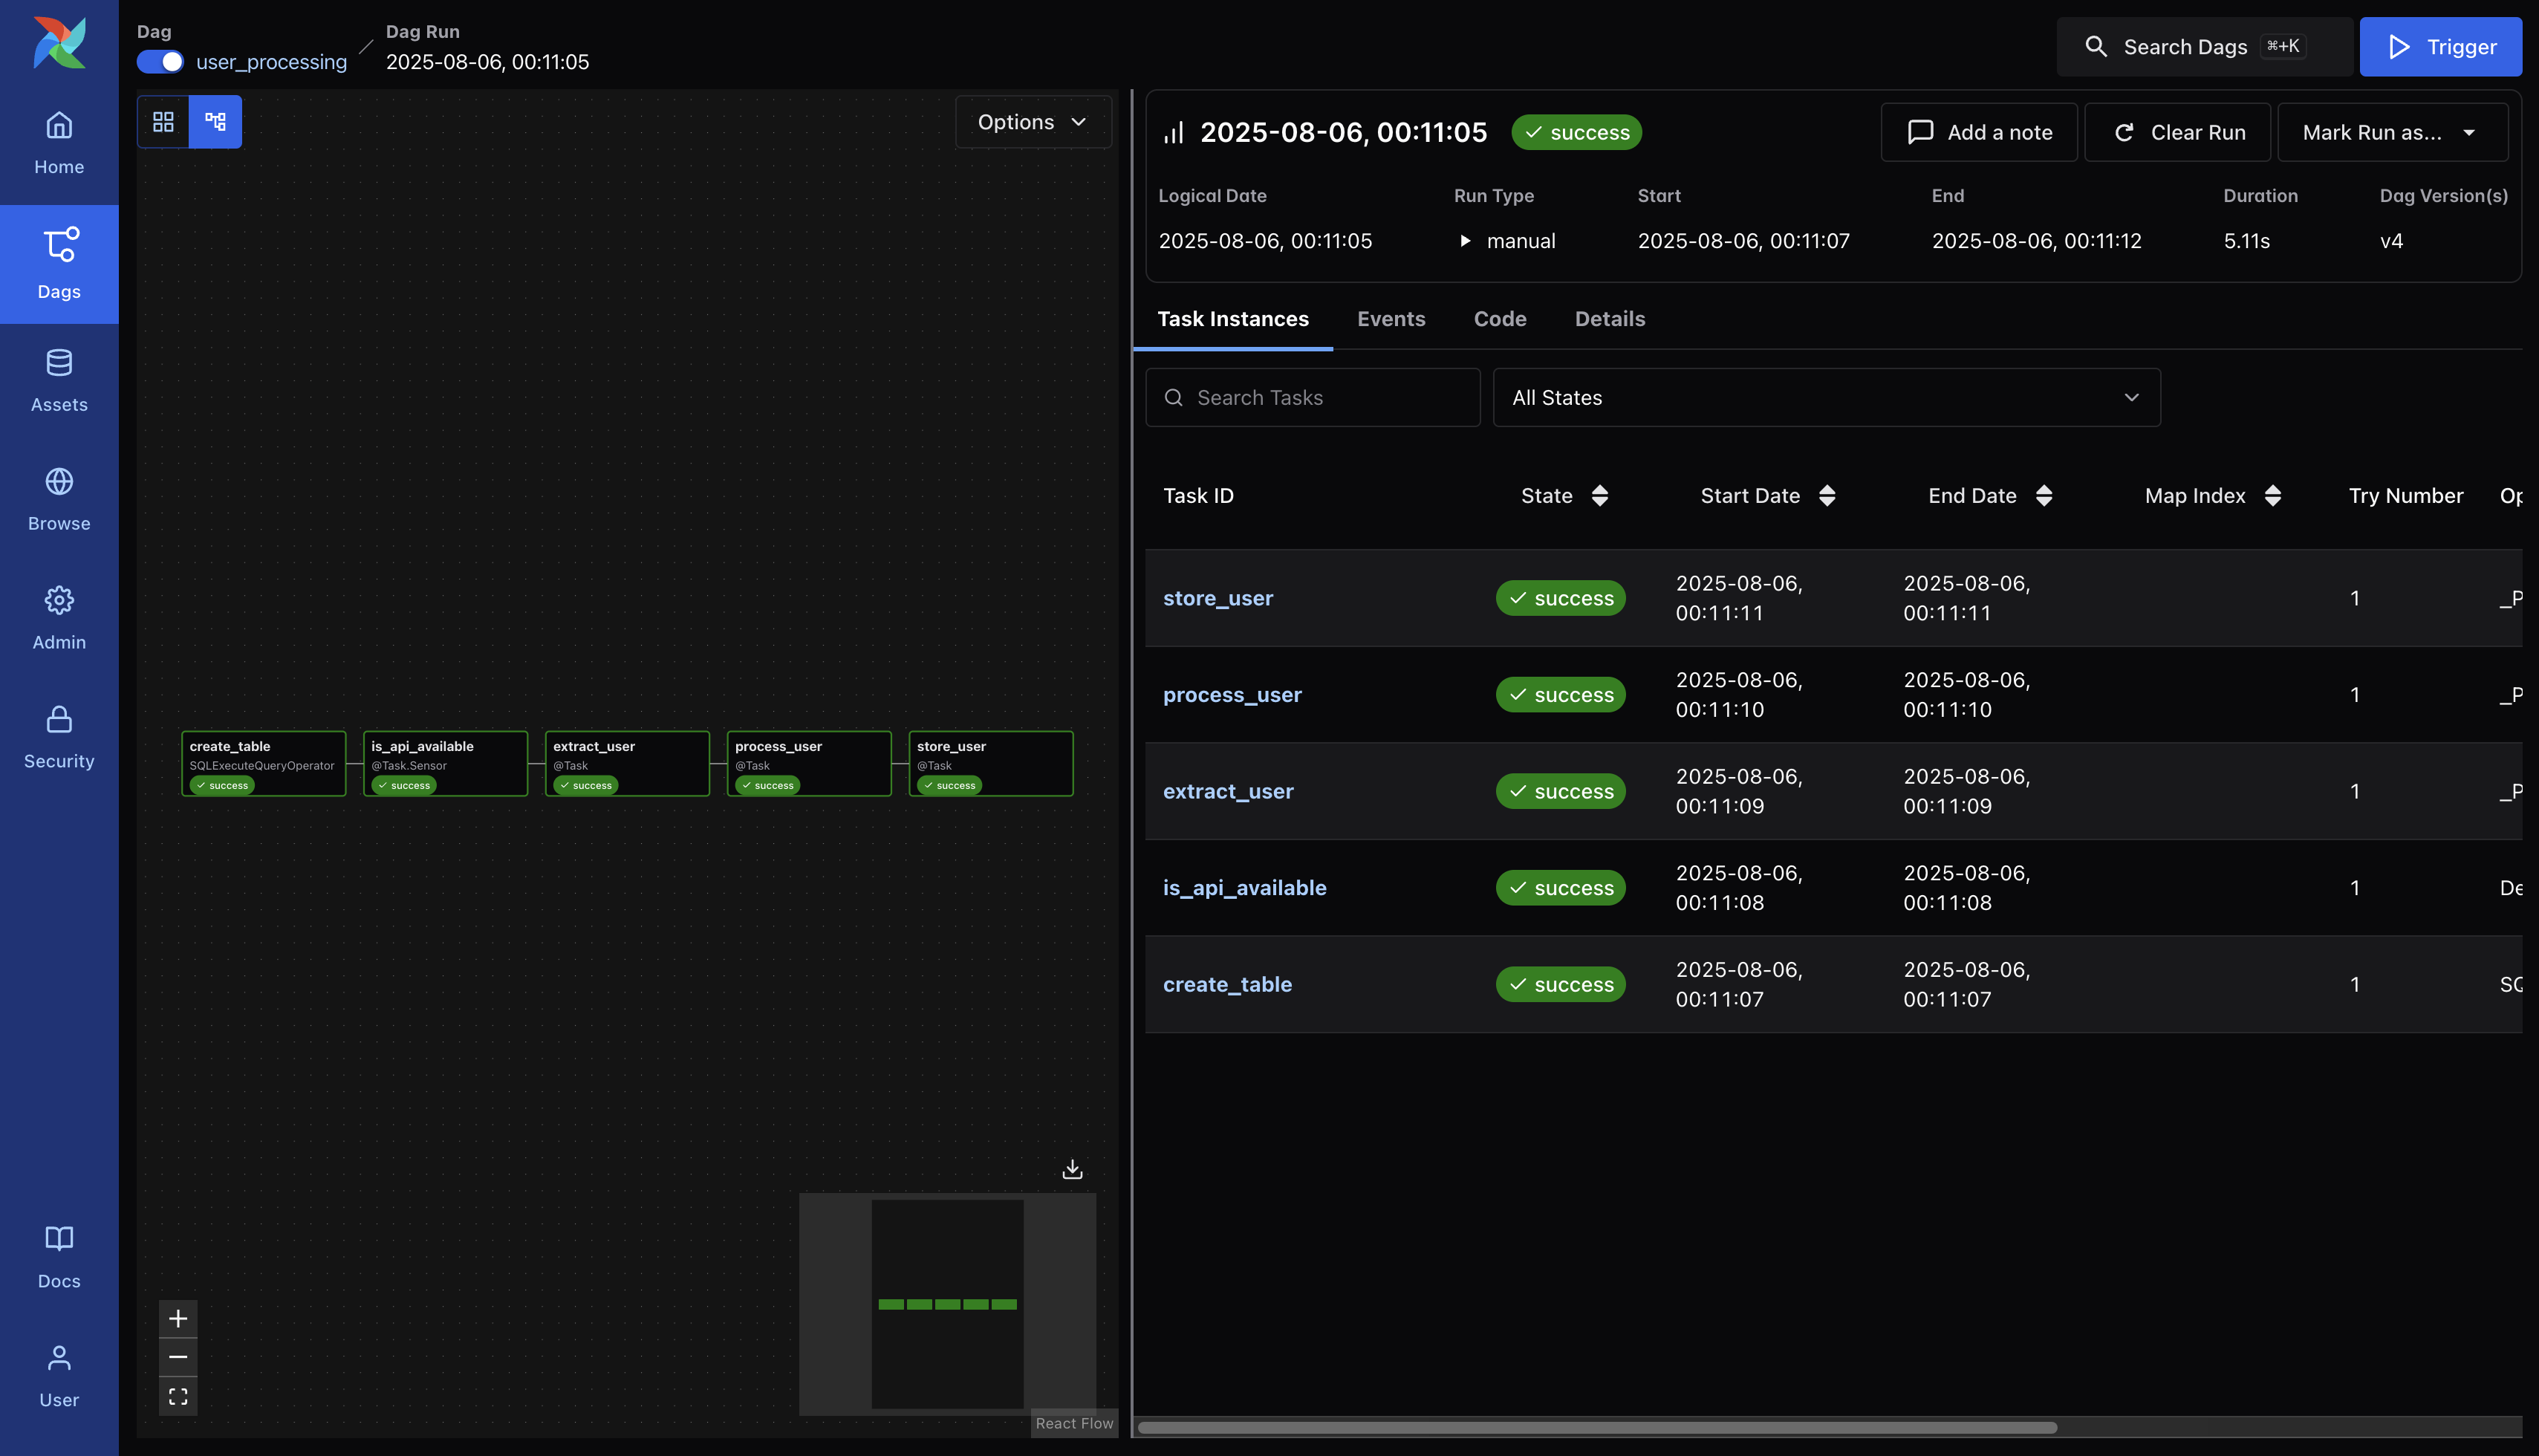 Dag
user_processing
Dag Run
2025-08-06, 00:11:05
Search Dags ⌘+K
Trigger
Home
Dags
Assets
Browse
Admin
Security
Docs
User
Options
create_table
SQLExecuteQueryOperator
success
is_api_available
@Task.Sensor
success
extract_user
@Task
success
process_user
@Task
success
store_user
@Task
success
React Flow
2025-08-06, 00:11:05 success
Add a note
Clear Run
Mark Run as...
Logical Date Run Type Start End Duration Dag Version(s)
2025-08-06, 00:11:05 manual 2025-08-06, 00:11:07 2025-08-06, 00:11:12 5.11s v4
Task Instances Events Code Details
Search Tasks
All States
Task ID State Start Date End Date Map Index Try Number Op
store_user success 2025-08-06, 00:11:11 2025-08-06, 00:11:11 1 _P
process_user success 2025-08-06, 00:11:10 2025-08-06, 00:11:10 1 _P
extract_user success 2025-08-06, 00:11:09 2025-08-06, 00:11:09 1 _P
is_api_available success 2025-08-06, 00:11:08 2025-08-06, 00:11:08 1 De
create_table success 2025-08-06, 00:11:07 2025-08-06, 00:11:07 1 SQ